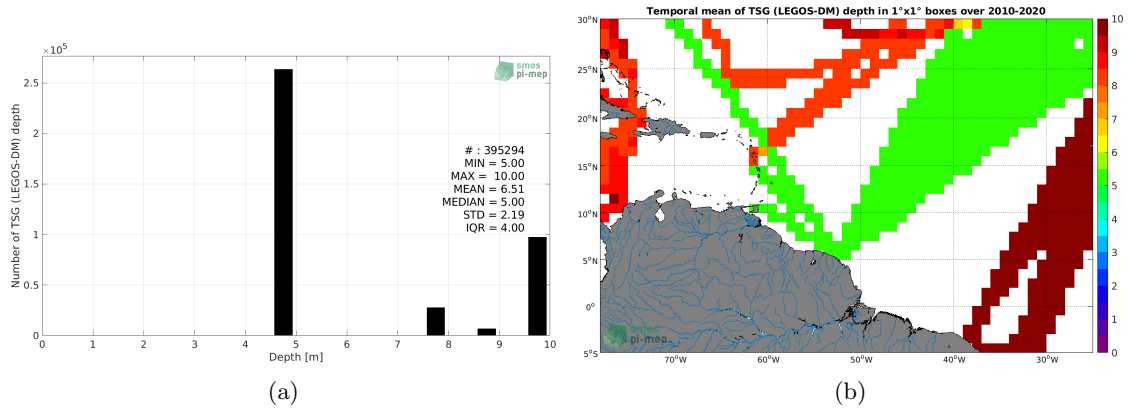 ×10⁵
2.5
2
1.5
1
0.5
0
Number of TSG (LEGOS-DM) depth
smos
pi-mep
# : 395294
MIN = 5.00
MAX = 10.00
MEAN = 6.51
MEDIAN = 5.00
STD = 2.19
IQR = 4.00
0 1 2 3 4 5 6 7 8 9 10
Depth [m]
(a)
Temporal mean of TSG (LEGOS-DM) depth in 1°x1° boxes over 2010-2020
30°N
25°N
20°N
15°N
10°N
5°N
0°
5°S
70°W 60°W 50°W 40°W 30°W
smos
pi-mep
10
9
8
7
6
5
4
3
2
1
0
(b)